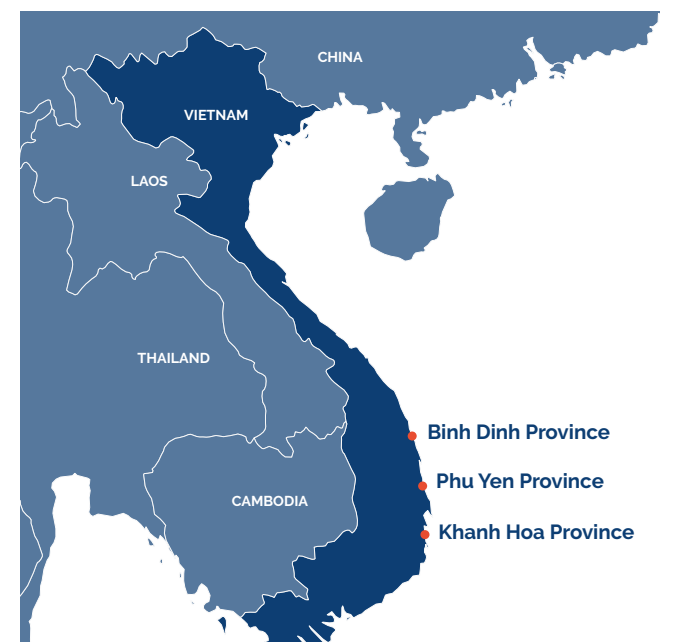 CHINA
VIETNAM
LAOS
THAILAND
Binh Dinh Province
Phu Yen Province
CAMBODIA
Khanh Hoa Province